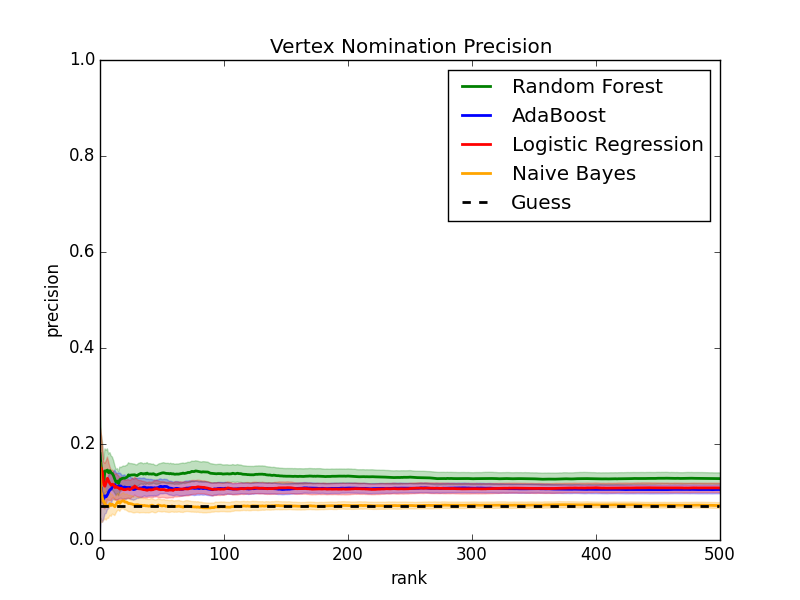 Vertex Nomination Precision
1.0
0.8
0.6
0.4
0.2
0.0
precision
Random Forest
AdaBoost
Logistic Regression
Naive Bayes
Guess
0 100 200 300 400 500
rank